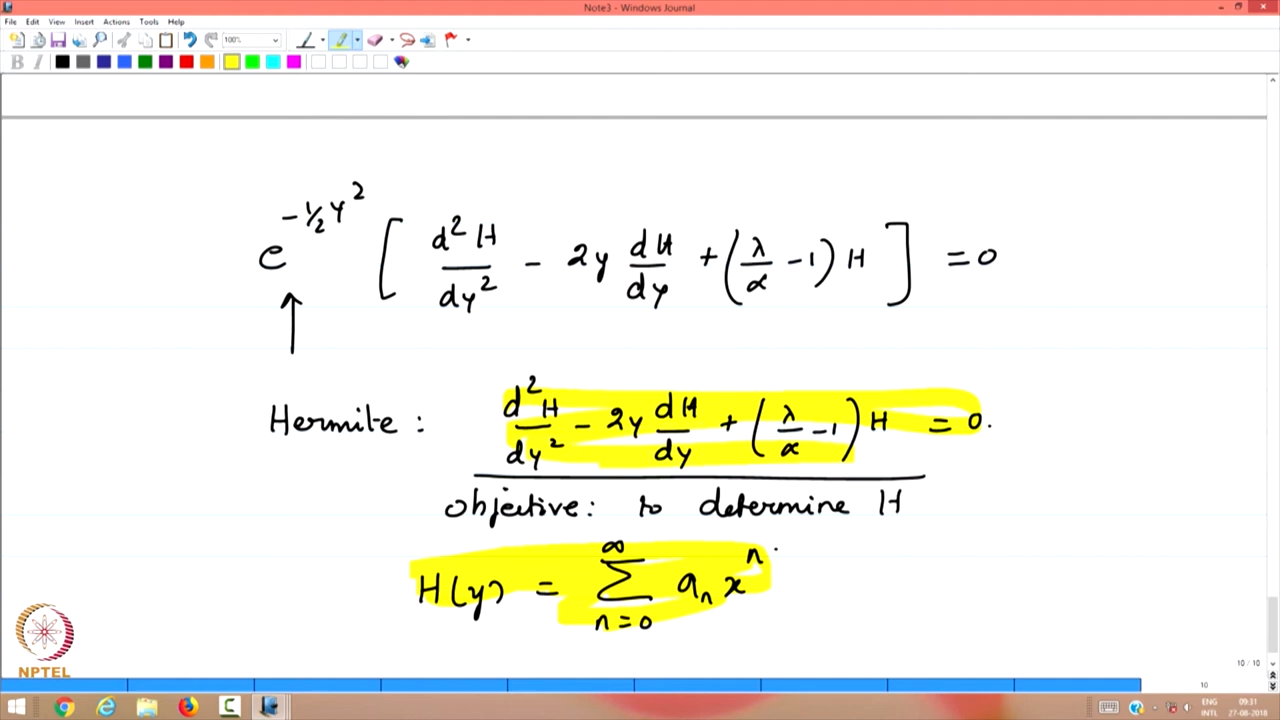 Note3 - Windows Journal
File Edit View Insert Actions Tools Help
100%
B I
e^{-½y²} [ d²H/dy² - 2y dH/dy + (λ/α - 1) H ] = 0
↑
Hermite : d²H/dy² - 2y dH/dy + (λ/α - 1) H = 0.
objective: to determine H
H(y) = ∑_{n=0}^{∞} a_n x^n.
NPTEL
10 / 10
10
ENG 09:31
INTL 27-08-2018